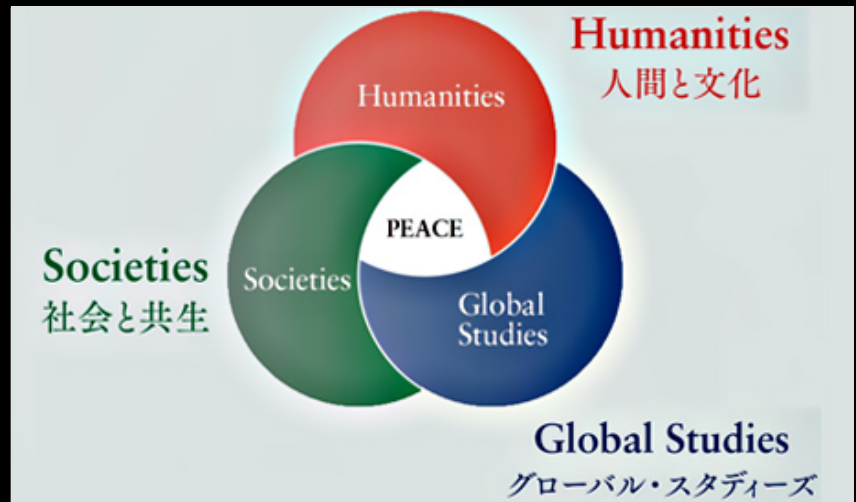 Humanities
人間と文化
Humanities
PEACE
Societies
社会と共生
Societies
Global
Studies
Global Studies
グローバル・スタディーズ